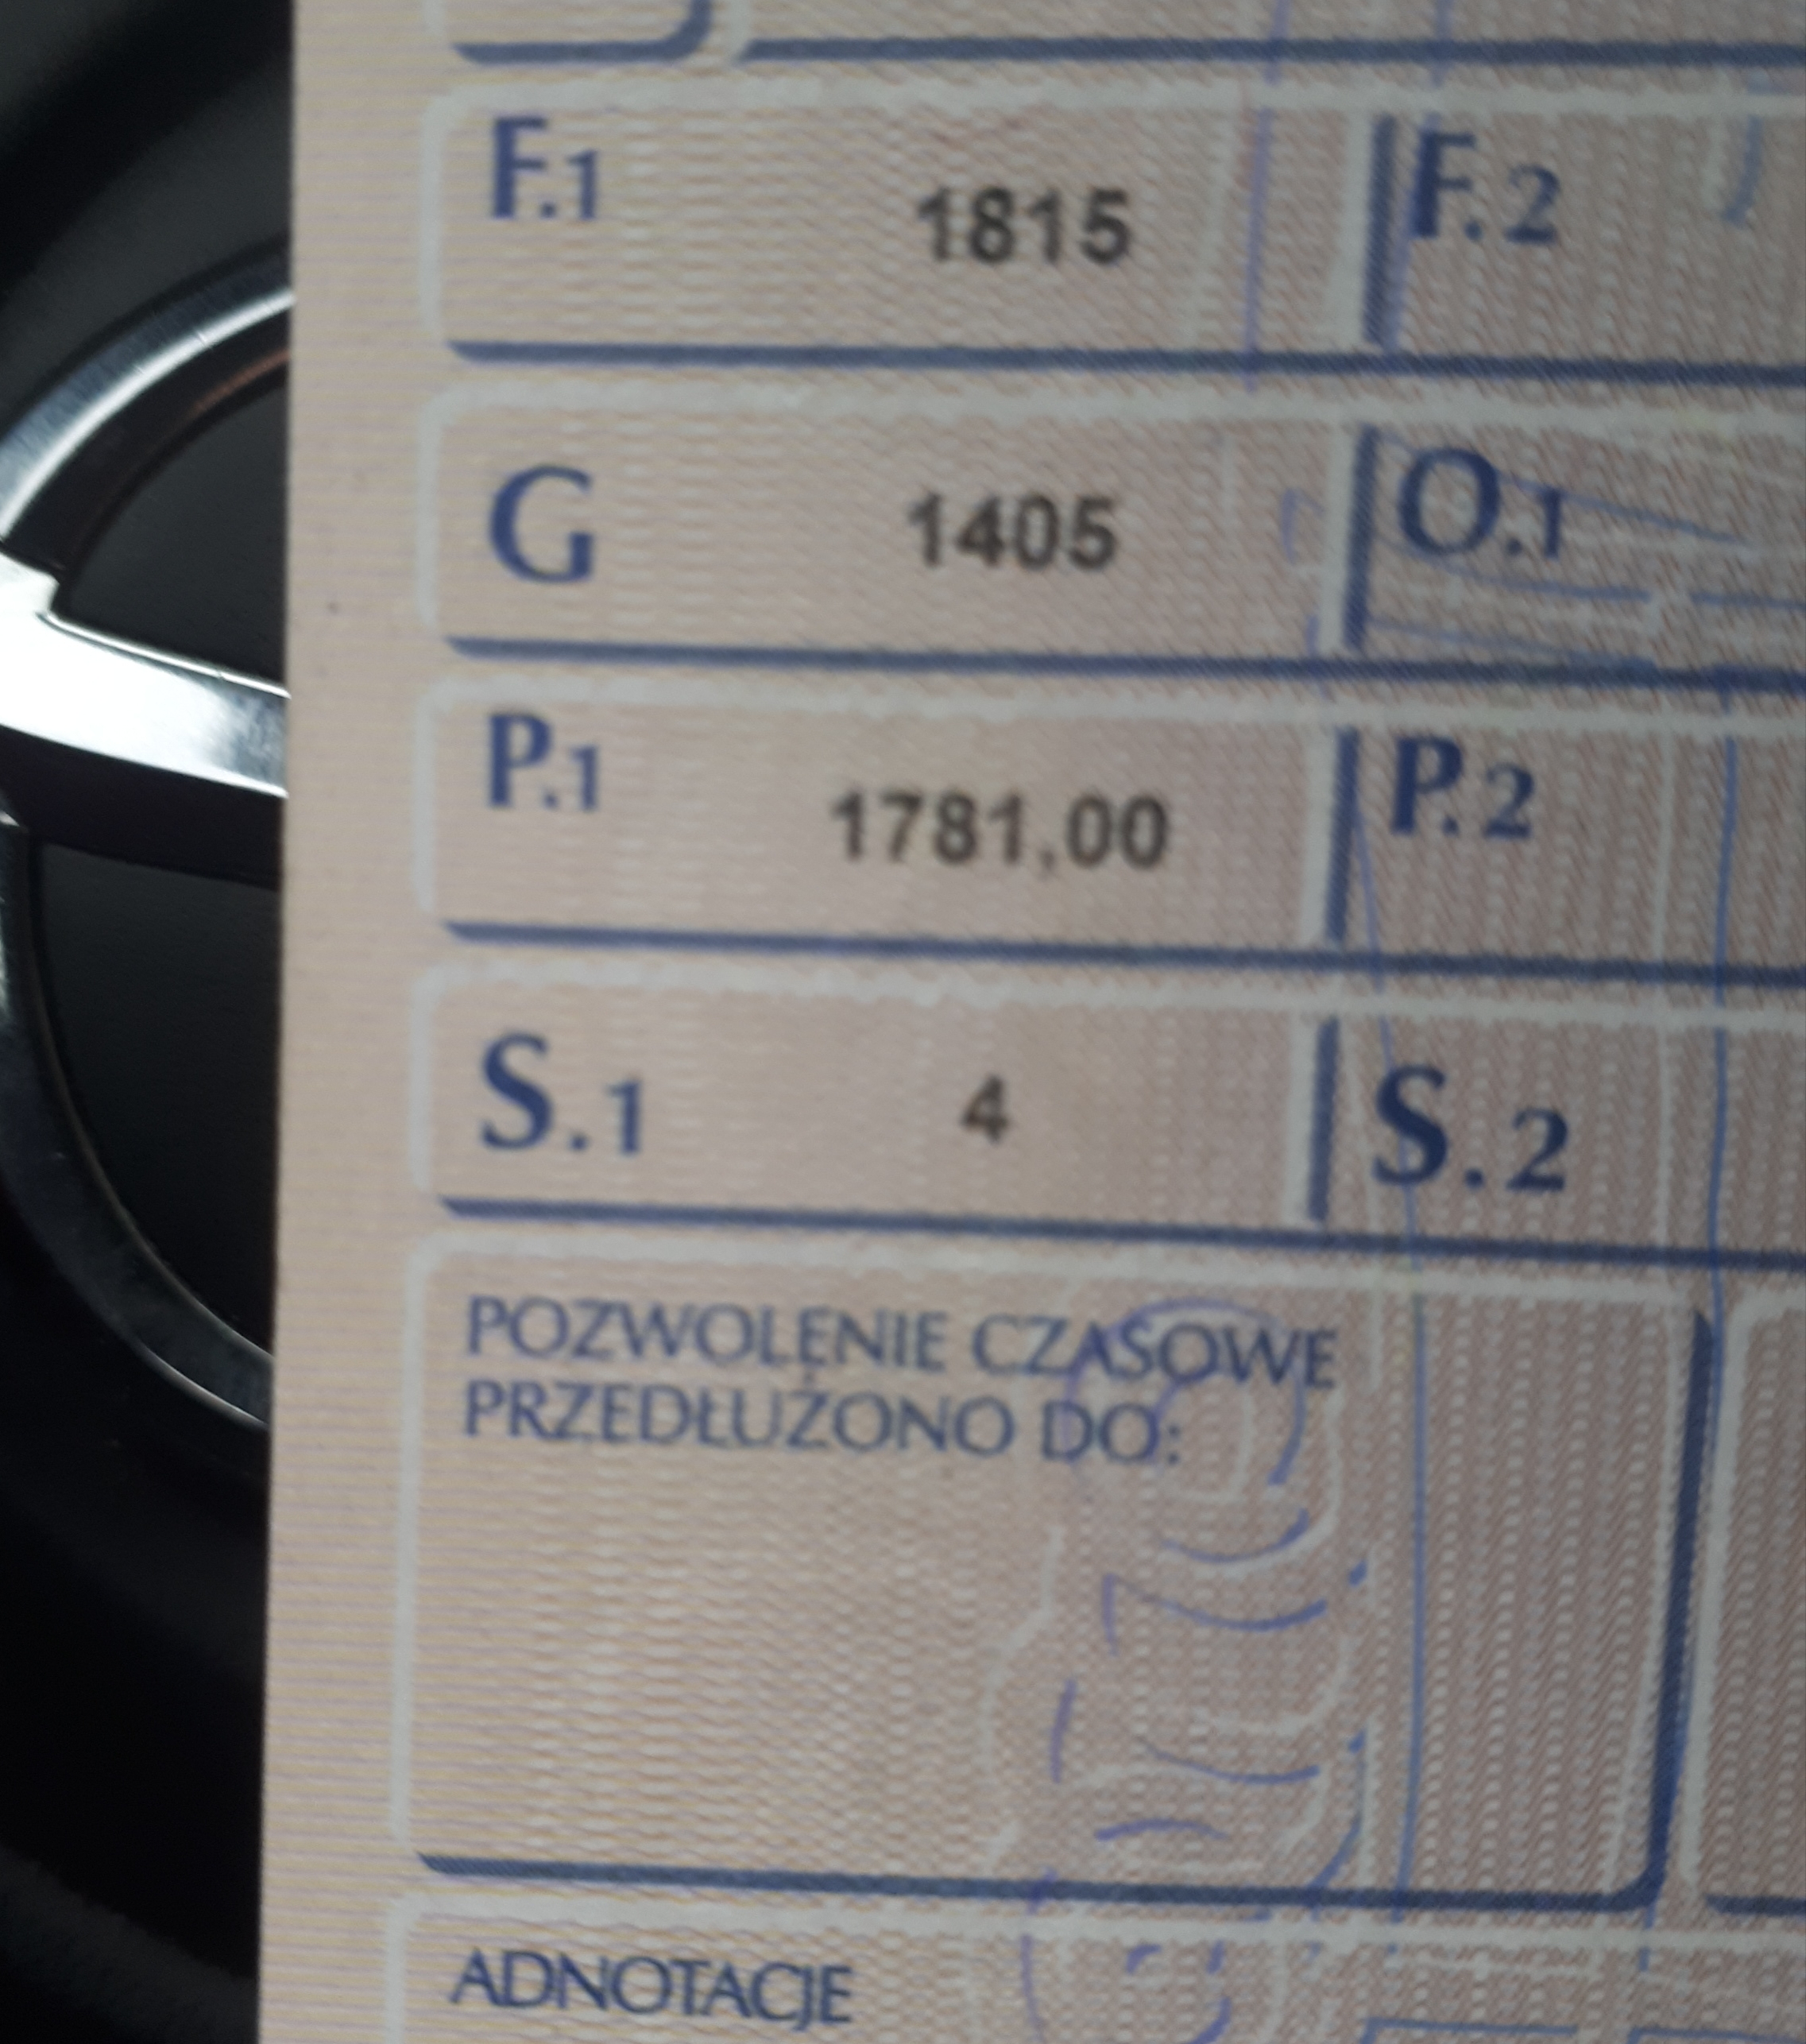 F.1 1815 F.2
G 1405 O.1
P.1 1781,00 P.2
S.1 4 S.2
POZWOLENIE CZASOWE
PRZEDŁUŻONO DO:
ADNOTACJE